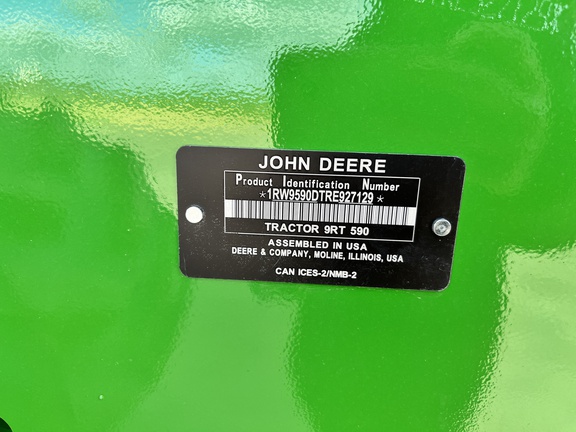 JOHN DEERE
Product Identification Number
*1RW9590DTRE927129*
TRACTOR 9RT 590
ASSEMBLED IN USA
DEERE & COMPANY, MOLINE, ILLINOIS, USA
CAN ICES-2/NMB-2